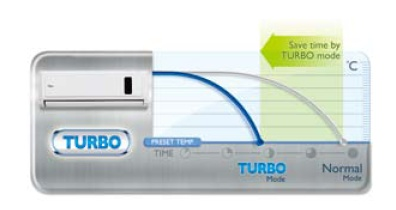 Save time by
TURBO mode
°C
TURBO
PRESET TEMP.
TIME
TURBO
Mode
Normal
Mode